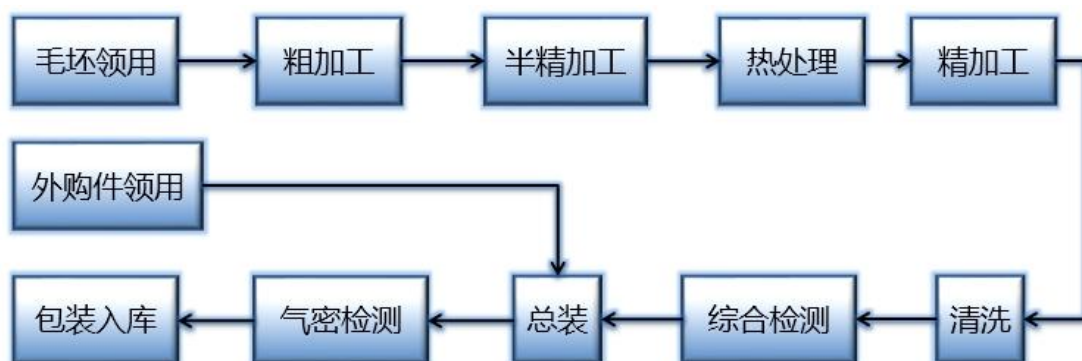 毛坯领用
粗加工
半精加工
热处理
精加工
外购件领用
包装入库
气密检测
总装
综合检测
清洗